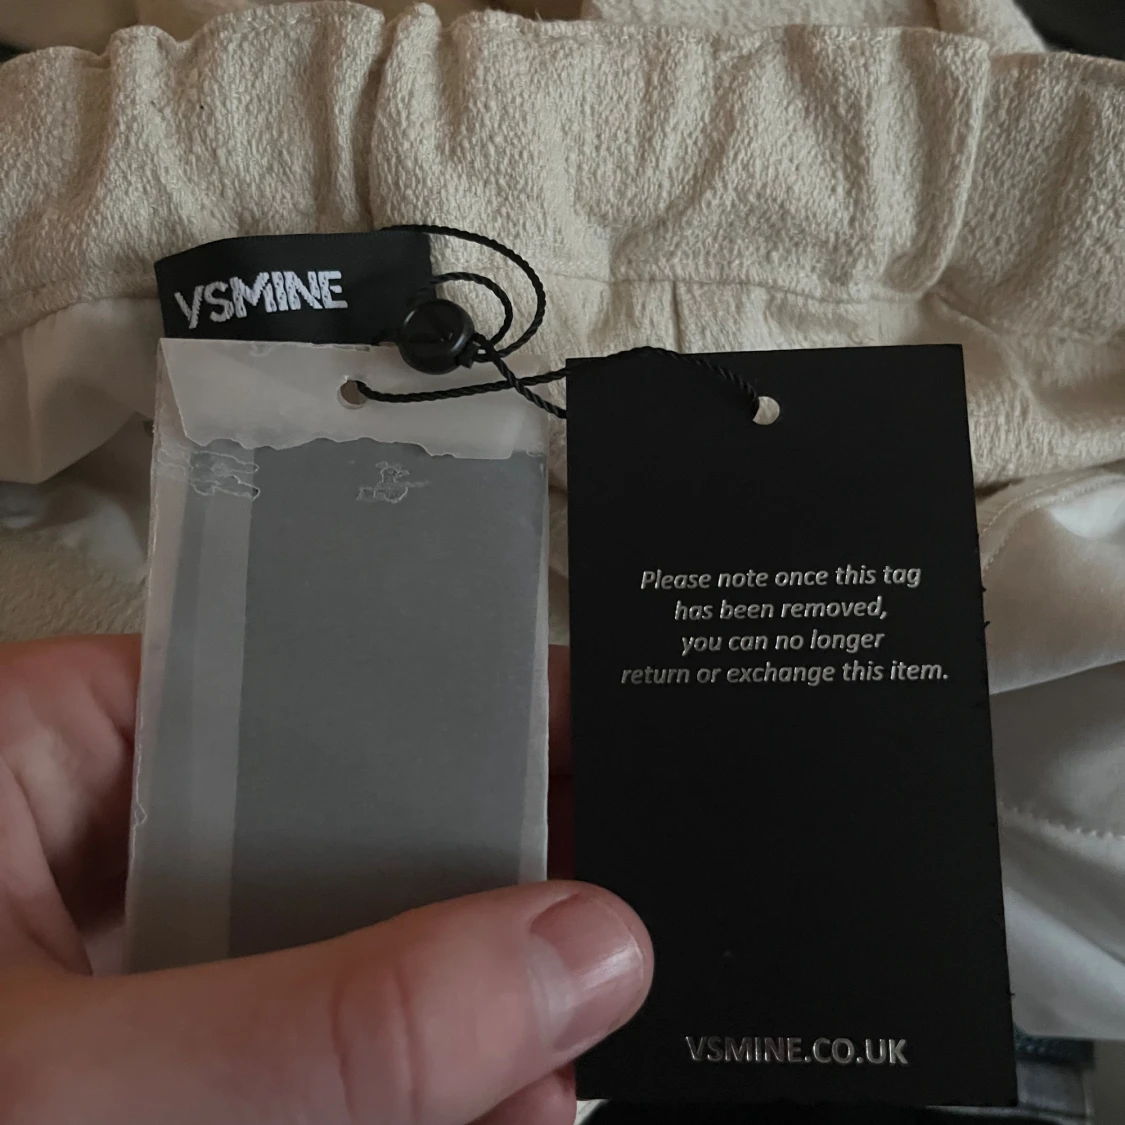 VSMINE
Please note once this tag
has been removed,
you can no longer
return or exchange this item.
VSMINE.CO.UK